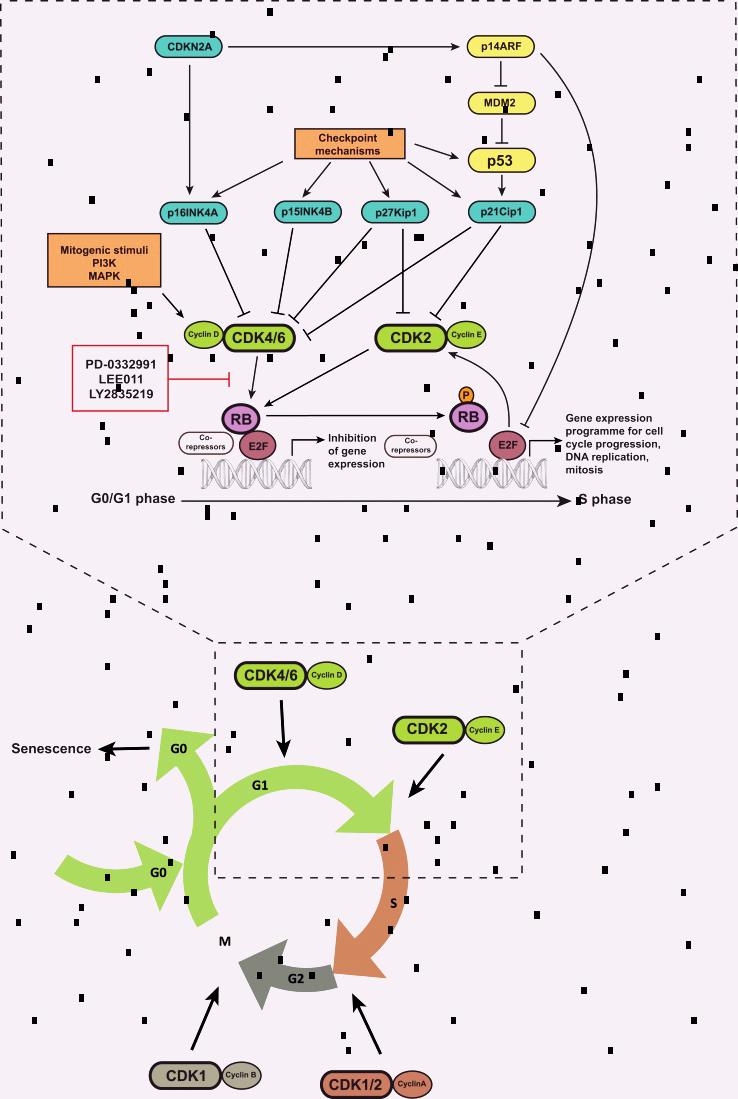 CDKN2A
p14ARF
MDM2
Checkpoint
mechanisms
p53
p16INK4A
p15INK4B
p27Kip1
p21Cip1
Mitogenic stimuli
PI3K
MAPK
Cyclin D
CDK4/6
CDK2
Cyclin E
PD-0332991
LEE011
LY2835219
RB
P
RB
Co-
repressors
E2F
Inhibition
of gene
expression
Co-
repressors
E2F
Gene expression
programme for cell
cycle progression,
DNA replication,
mitosis
G0/G1 phase
S phase
CDK4/6
Cyclin D
CDK2
Cyclin E
Senescence
G0
G1
G0
S
M
G2
CDK1
Cyclin B
CDK1/2
CyclinA